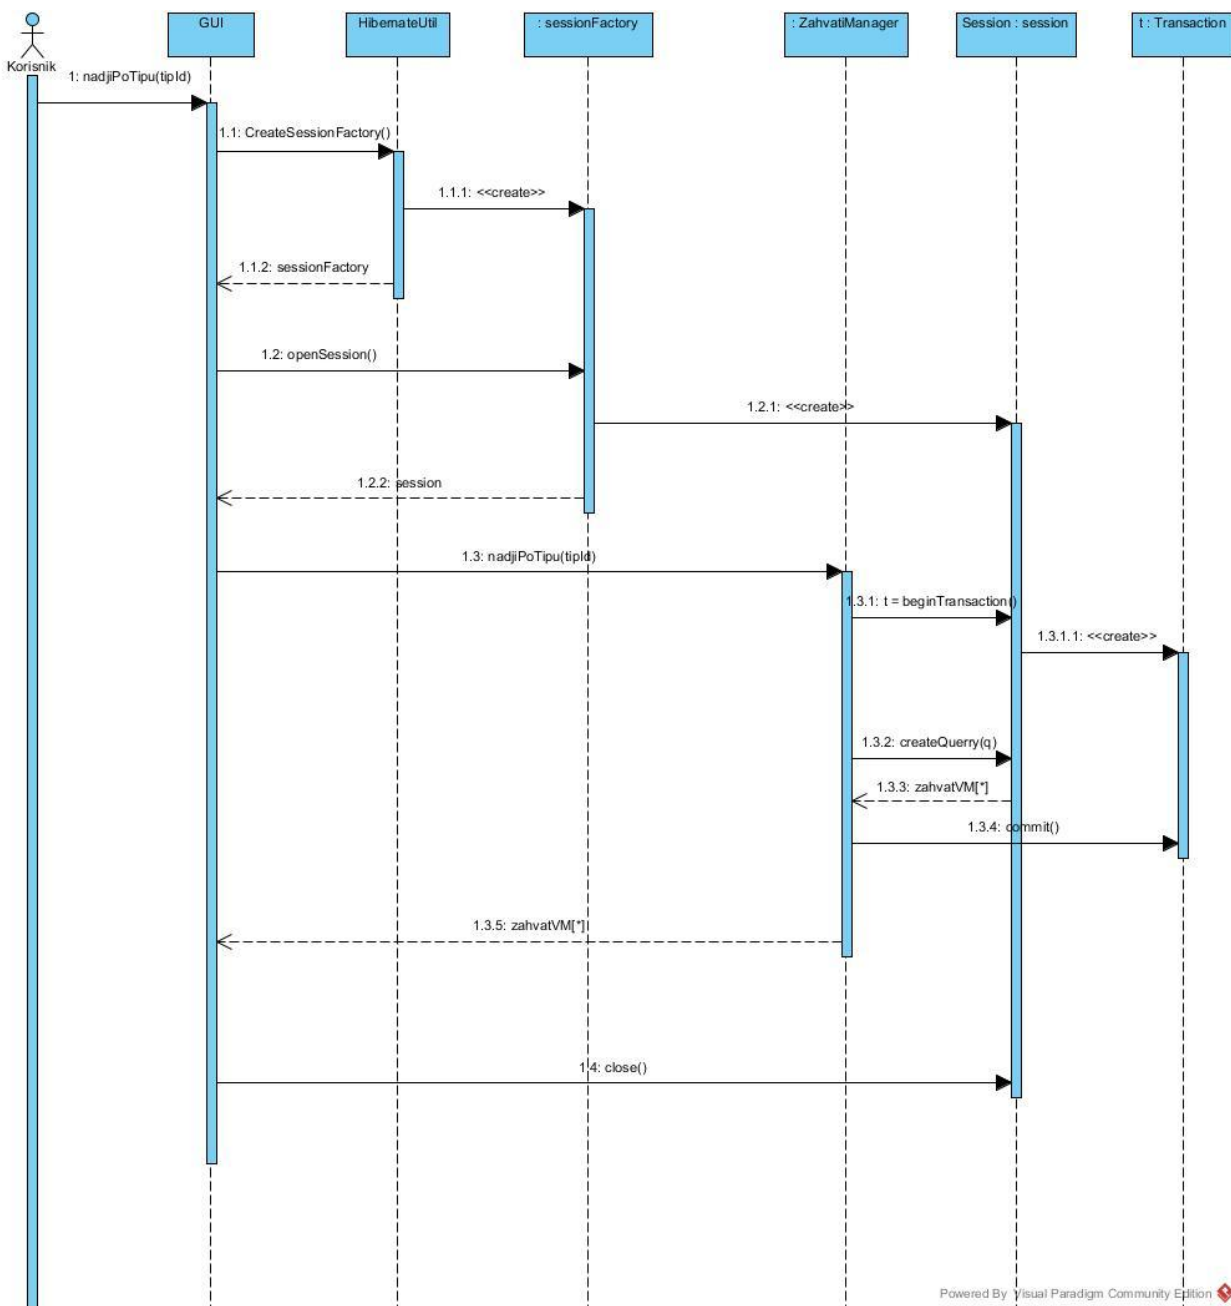 GUI
HibernateUtil
: sessionFactory
: ZahvatiManager
Session : session
t : Transaction
Korisnik
1: nadjiPoTipu(tipId)
1.1: CreateSessionFactory()
1.1.1: <<create>>
1.1.2: sessionFactory
1.2: openSession()
1.2.1: <<create>>
1.2.2: session
1.3: nadjiPoTipu(tipId)
1.3.1: t = beginTransaction()
1.3.1.1: <<create>>
1.3.2: createQuerry(q)
1.3.3: zahvatVM[*]
1.3.4: commit()
1.3.5: zahvatVM[*]
1.4: close()
Powered By Visual Paradigm Community Edition